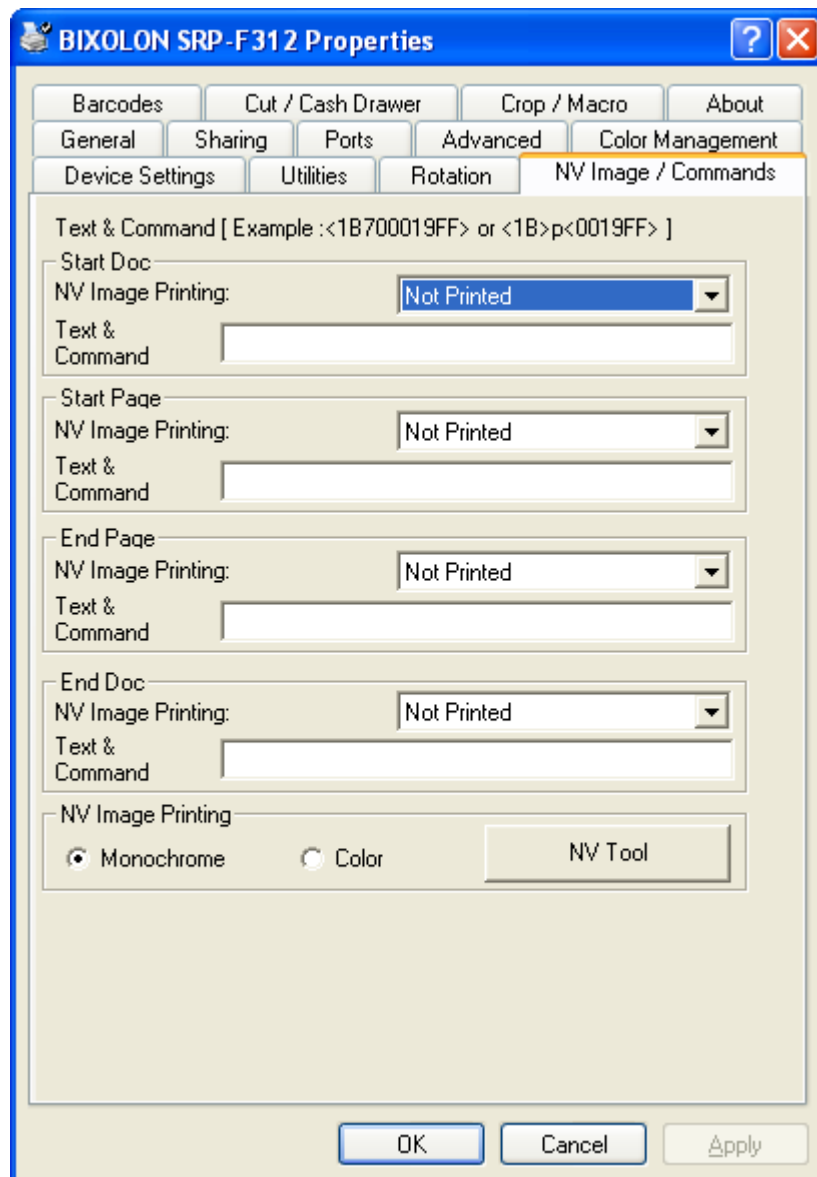 BIXOLON SRP-F312 Properties
Barcodes Cut / Cash Drawer Crop / Macro About
General Sharing Ports Advanced Color Management
Device Settings Utilities Rotation NV Image / Commands
Text & Command [ Example :<1B700019FF> or <1B>p<0019FF> ]
Start Doc
NV Image Printing: Not Printed
Text &
Command
Start Page
NV Image Printing: Not Printed
Text &
Command
End Page
NV Image Printing: Not Printed
Text &
Command
End Doc
NV Image Printing: Not Printed
Text &
Command
NV Image Printing
Monochrome Color NV Tool
OK Cancel Apply